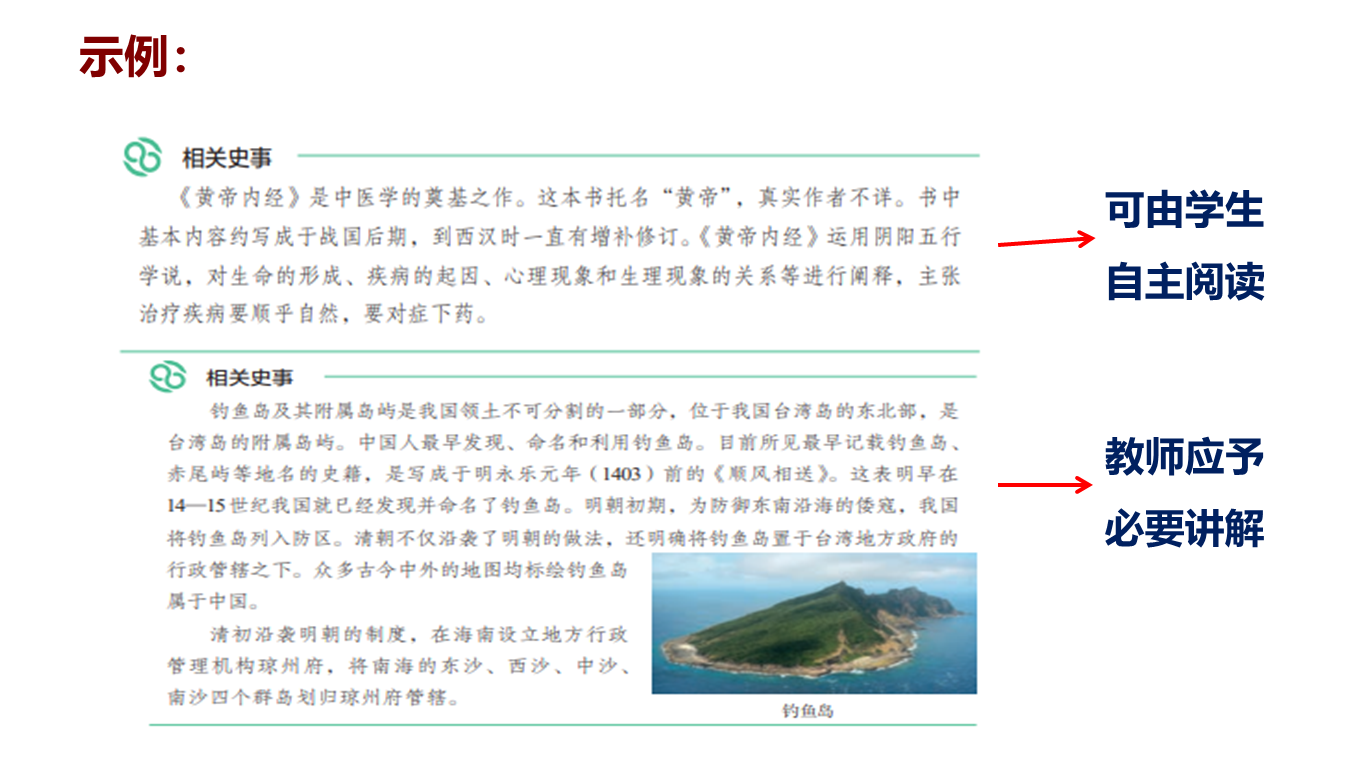 示例：
相关史事
《黄帝内经》是中医学的奠基之作。这本书托名“黄帝”，真实作者不详。书中
基本内容约写成于战国后期，到西汉时一直有增补修订。《黄帝内经》运用阴阳五行
学说，对生命的形成、疾病的起因、心理现象和生理现象的关系等进行阐释，主张
治疗疾病要顺乎自然，要对症下药。
可由学生
自主阅读
相关史事
钓鱼岛及其附属岛屿是我国领土不可分割的一部分，位于我国台湾岛的东北部，是
台湾岛的附属岛屿。中国人最早发现、命名和利用钓鱼岛。目前所见最早记载钓鱼岛、
赤尾屿等地名的史籍，是写成于明永乐元年（1403）前的《顺风相送》。这表明早在
14—15世纪我国就已经发现并命名了钓鱼岛。明朝初期，为防御东南沿海的倭寇，我国
将钓鱼岛列入防区。清朝不仅沿袭了明朝的做法，还明确将钓鱼岛置于台湾地方政府的
行政管辖之下。众多古今中外的地图均标绘钓鱼岛
属于中国。
清初沿袭明朝的制度，在海南设立地方行政
管理机构琼州府，将南海的东沙、西沙、中沙、
南沙四个群岛划归琼州府管辖。
钓鱼岛
教师应予
必要讲解